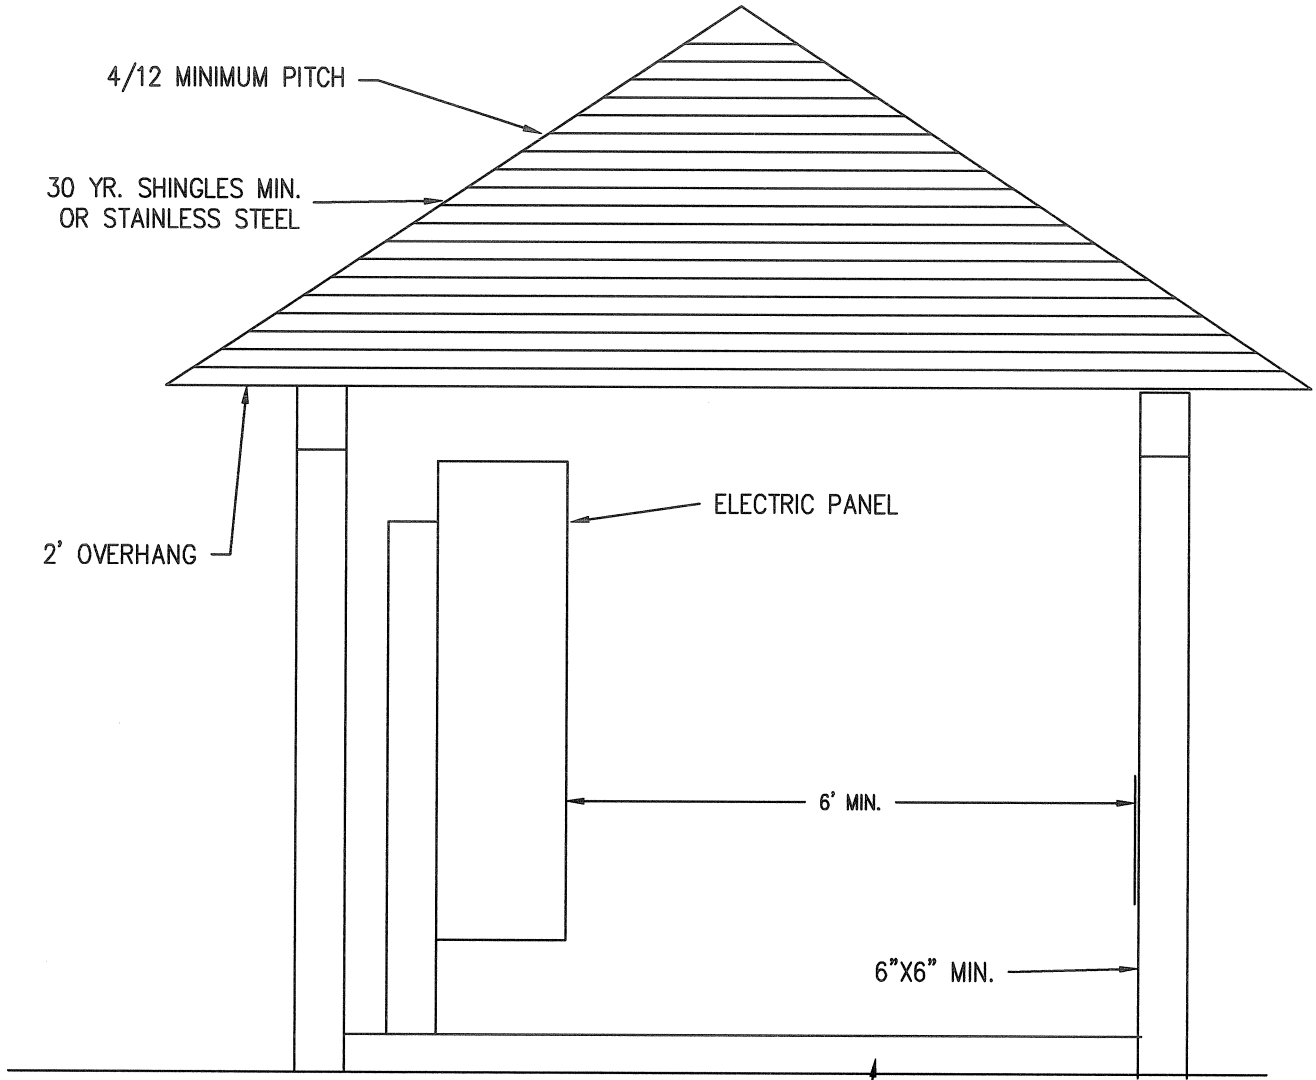 4/12 MINIMUM PITCH
30 YR. SHINGLES MIN.
OR STAINLESS STEEL
ELECTRIC PANEL
2' OVERHANG
6' MIN.
6"X6" MIN.